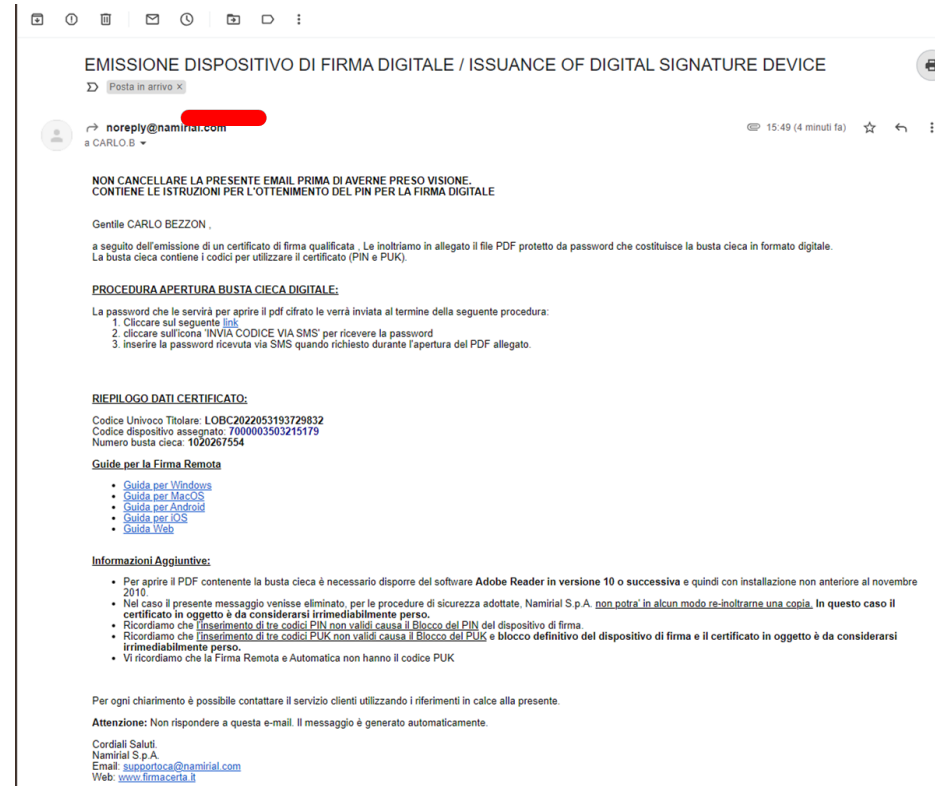 EMISSIONE DISPOSITIVO DI FIRMA DIGITALE / ISSUANCE OF DIGITAL SIGNATURE DEVICE
Posta in arrivo ×
noreply@namirial.com
15:49 (4 minuti fa)
a CARLO.B
NON CANCELLARE LA PRESENTE EMAIL PRIMA DI AVERNE PRESO VISIONE.
CONTIENE LE ISTRUZIONI PER L'OTTENIMENTO DEL PIN PER LA FIRMA DIGITALE
Gentile CARLO BEZZON ,
a seguito dell'emissione di un certificato di firma qualificata , Le inoltriamo in allegato il file PDF protetto da password che costituisce la busta cieca in formato digitale.
La busta cieca contiene i codici per utilizzare il certificato (PIN e PUK).
PROCEDURA APERTURA BUSTA CIECA DIGITALE:
La password che le servirà per aprire il pdf cifrato le verrà inviata al termine della seguente procedura:
1. Cliccare sul seguente link
2. cliccare sull'icona 'INVIA CODICE VIA SMS' per ricevere la password
3. inserire la password ricevuta via SMS quando richiesto durante l'apertura del PDF allegato.
RIEPILOGO DATI CERTIFICATO:
Codice Univoco Titolare: LOBC2022053193729832
Codice dispositivo assegnato: 7000003503215179
Numero busta cieca: 1020267554
Guide per la Firma Remota
• Guida per Windows
• Guida per MacOS
• Guida per Android
• Guida per iOS
• Guida Web
Informazioni Aggiuntive:
• Per aprire il PDF contenente la busta cieca è necessario disporre del software Adobe Reader in versione 10 o successiva e quindi con installazione non anteriore al novembre
2010.
• Nel caso il presente messaggio venisse eliminato, per le procedure di sicurezza adottate, Namirial S.p.A. non potra' in alcun modo re-inoltrarne una copia. In questo caso il
certificato in oggetto è da considerarsi irrimediabilmente perso.
• Ricordiamo che l'inserimento di tre codici PIN non validi causa il Blocco del PIN del dispositivo di firma.
• Ricordiamo che l'inserimento di tre codici PUK non validi causa il Blocco del PUK e blocco definitivo del dispositivo di firma e il certificato in oggetto è da considerarsi
irrimediabilmente perso.
• Vi ricordiamo che la Firma Remota e Automatica non hanno il codice PUK
Per ogni chiarimento è possibile contattare il servizio clienti utilizzando i riferimenti in calce alla presente.
Attenzione: Non rispondere a questa e-mail. Il messaggio è generato automaticamente.
Cordiali Saluti.
Namirial S.p.A.
Email: supportoca@namirial.com
Web: www.firmacerta.it